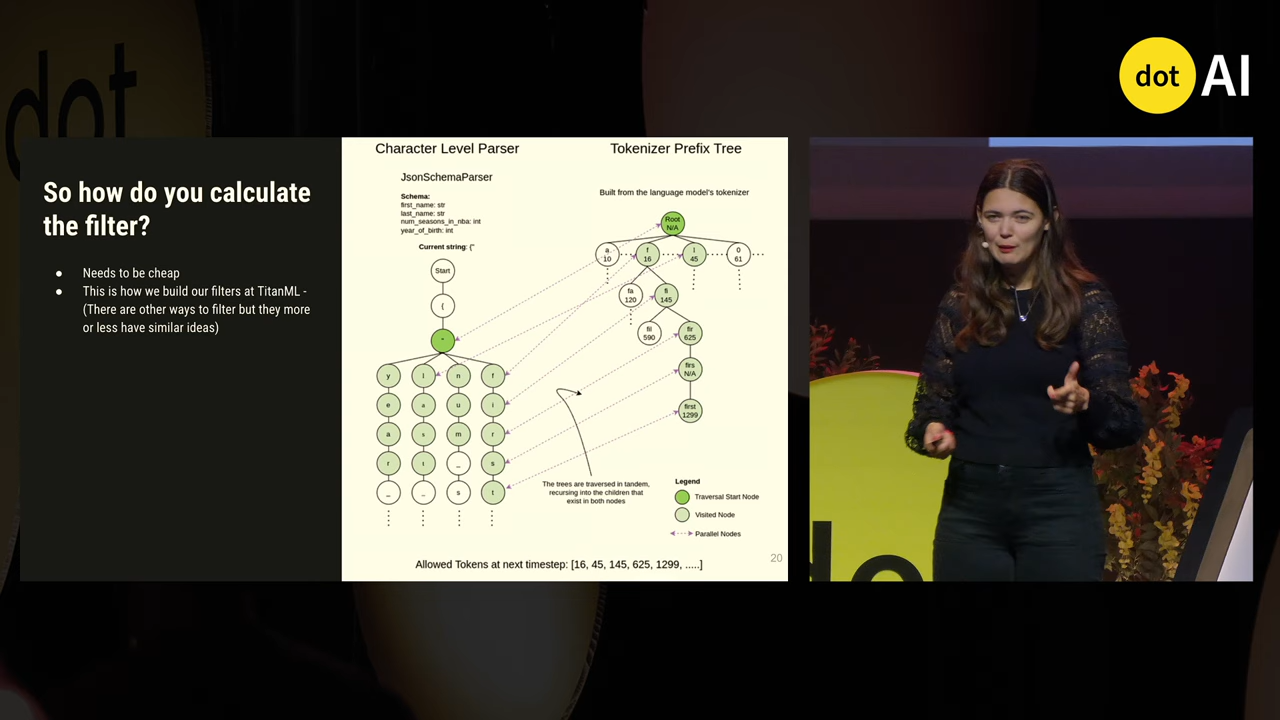 dot AI
dot
So how do you calculate
the filter?
● Needs to be cheap
● This is how we build our filters at TitanML -
(There are other ways to filter but they more
or less have similar ideas)
Character Level Parser
JsonSchemaParser
Schema:
first_name: str
last_name: str
num_seasons_in_nba: int
year_of_birth: int
Current string: {"
Start
{
"
y l n f
e a u i
a s m r
r t _ s
_ _ s t
Tokenizer Prefix Tree
Built from the language model's tokenizer
Root
N/A
a f l 0
10 16 45 61
fa fi
120 145
fil fir
590 625
firs
N/A
first
1299
The trees are traversed in tandem,
recursing into the children that
exist in both nodes
Legend
Traversal Start Node
Visited Node
Parallel Nodes
Allowed Tokens at next timestep: [16, 45, 145, 625, 1299, .....]
20
do